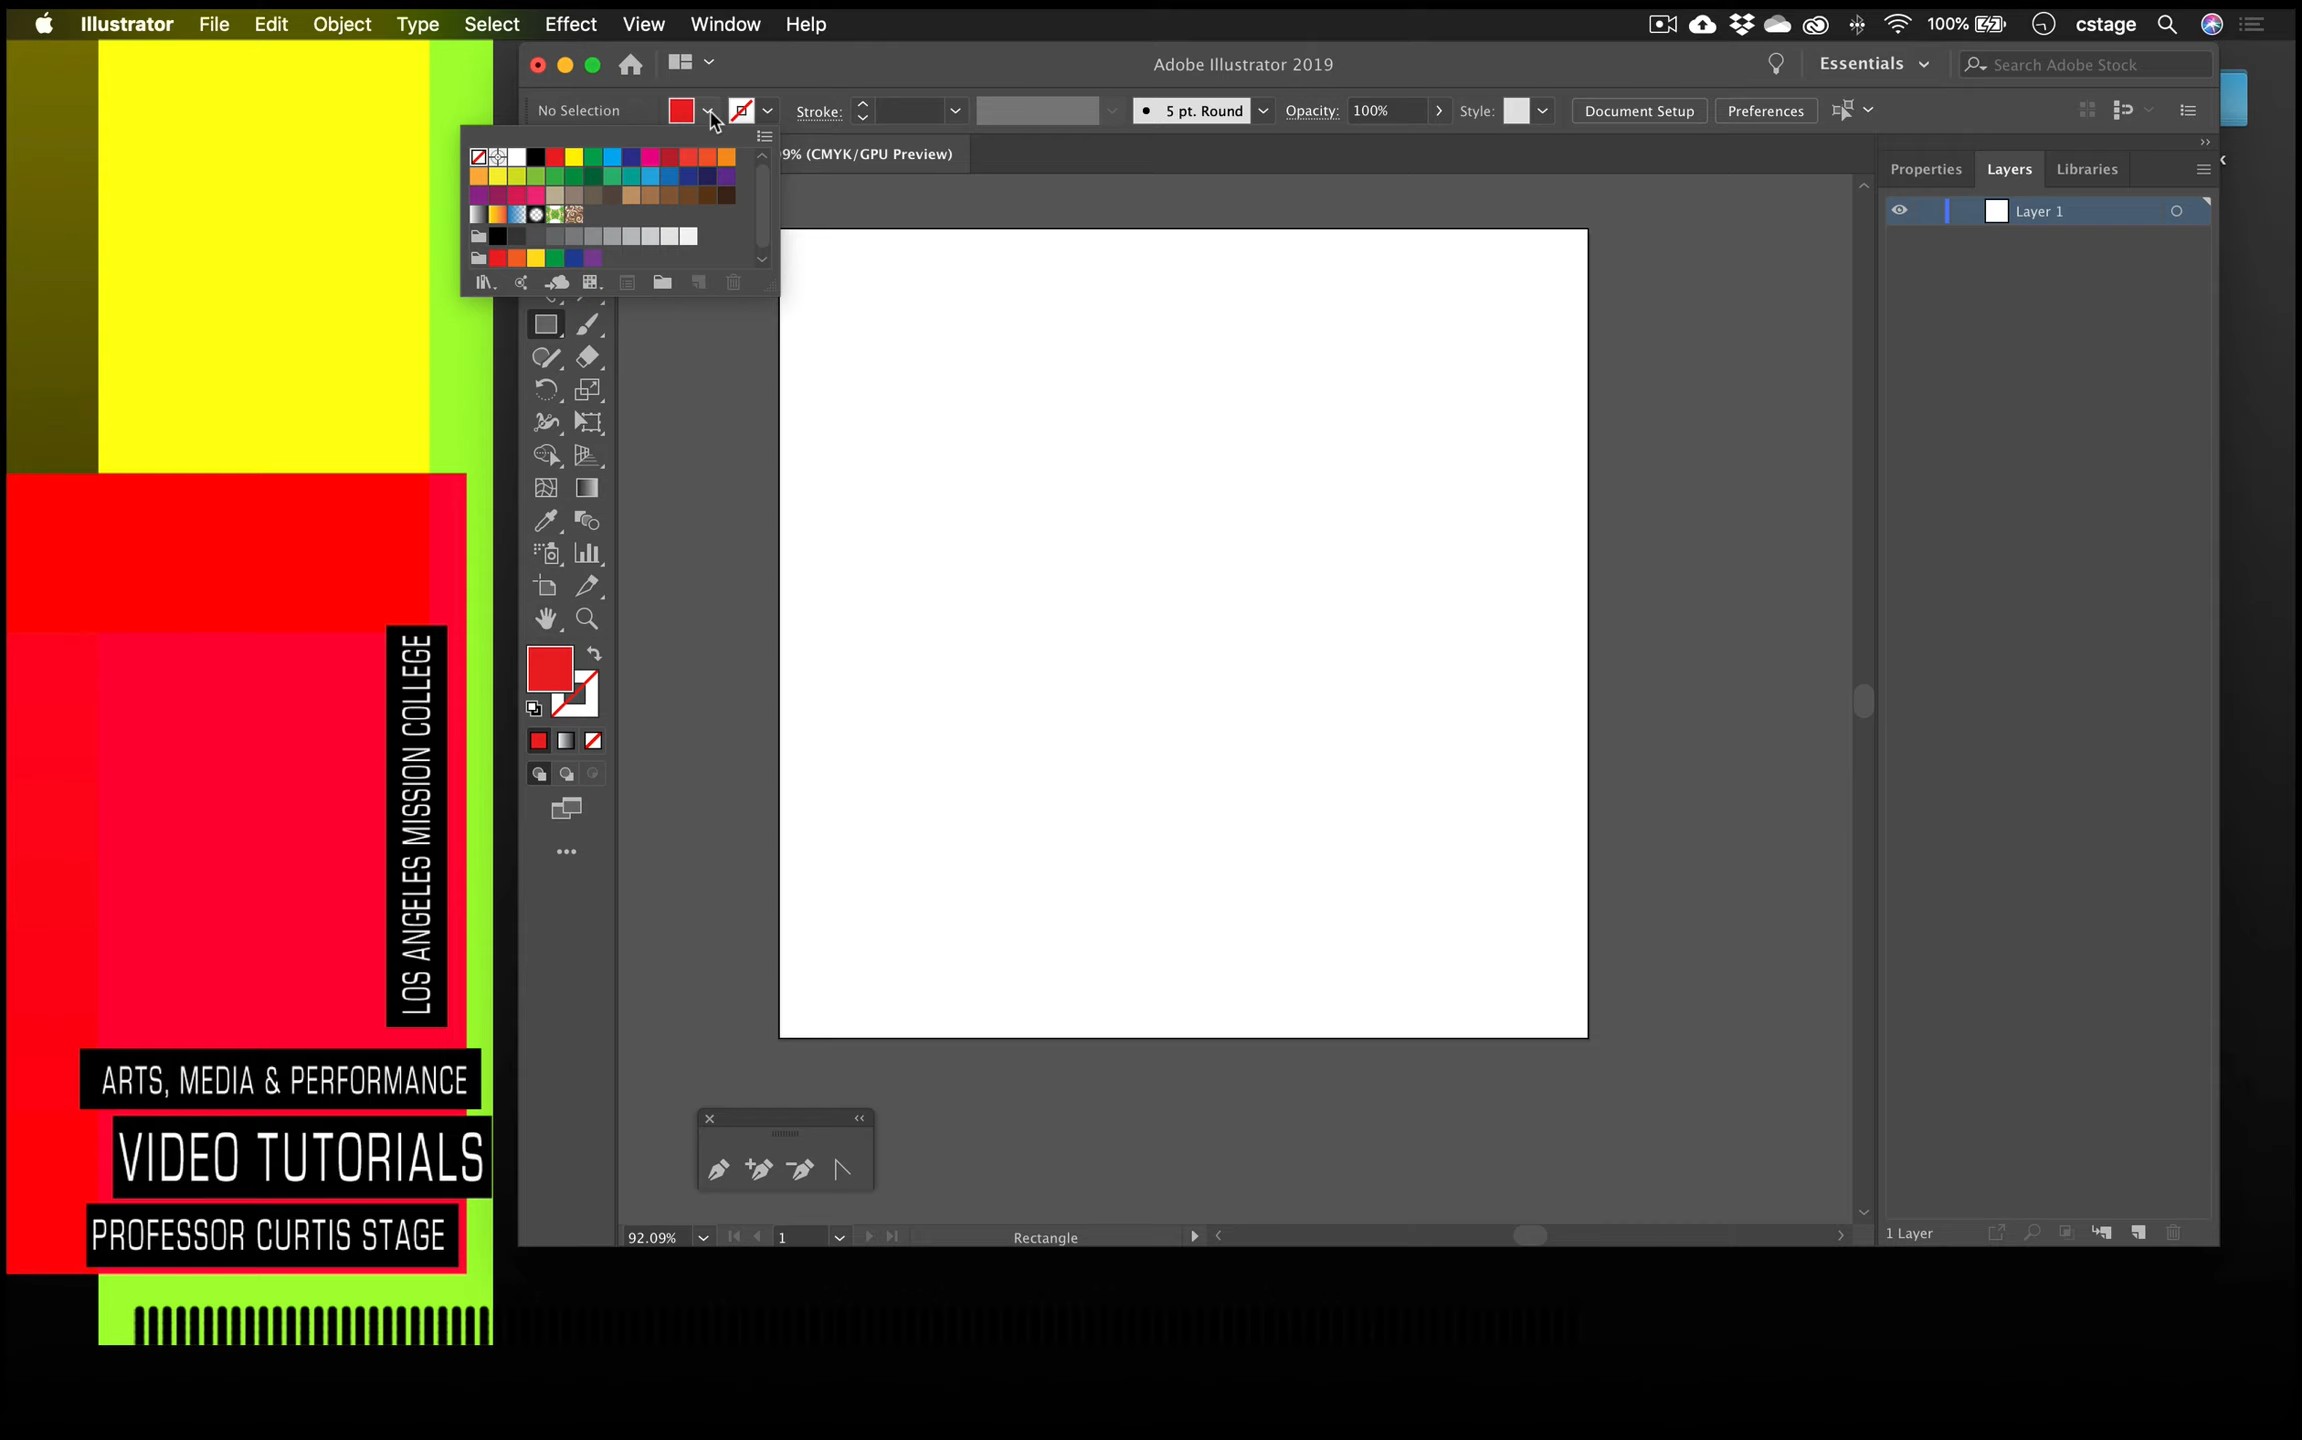 Illustrator File Edit Object Type Select Effect View Window Help
100% cstage
Adobe Illustrator 2019
Essentials
Search Adobe Stock
No Selection
Stroke:
5 pt. Round
Opacity: 100%
Style:
Document Setup
Preferences
9% (CMYK/GPU Preview)
Properties Layers Libraries
Layer 1
LOS ANGELES MISSION COLLEGE
ARTS, MEDIA & PERFORMANCE
VIDEO TUTORIALS
PROFESSOR CURTIS STAGE
92.09%
1
Rectangle
1 Layer